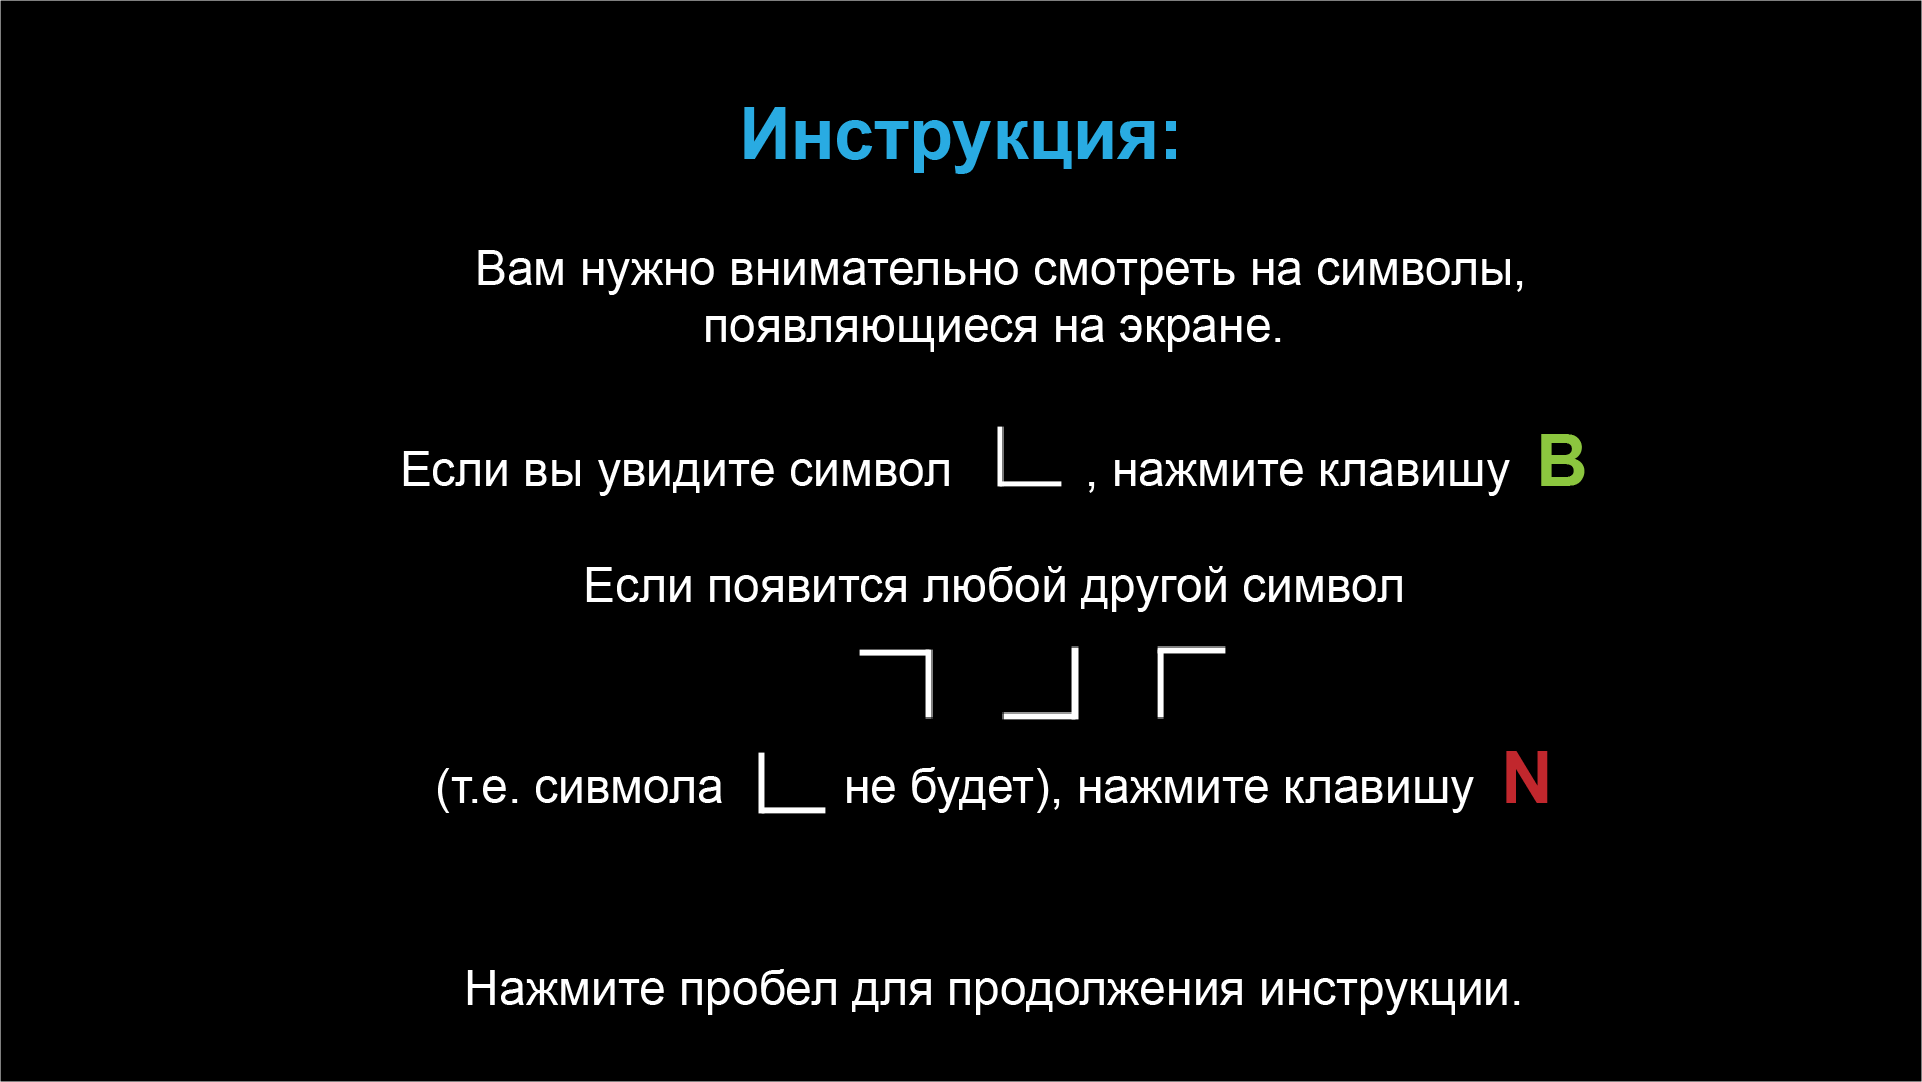 Инструкция:
Вам нужно внимательно смотреть на символы,
появляющиеся на экране.
Если вы увидите символ , нажмите клавишу B
Если появится любой другой символ
(т.е. сивмола не будет), нажмите клавишу N
Нажмите пробел для продолжения инструкции.